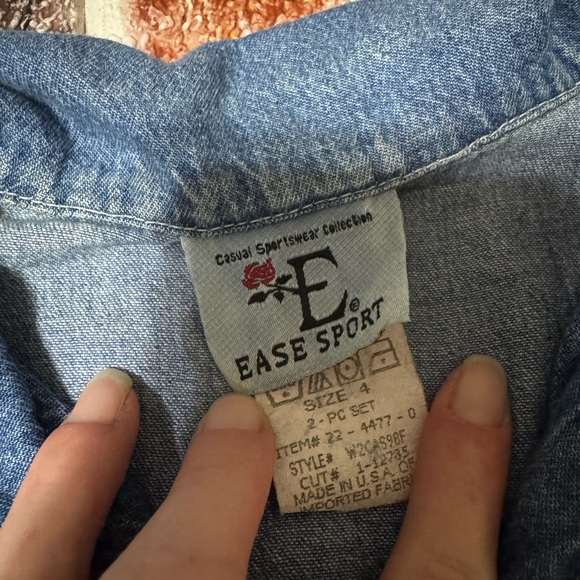 Casual Sportswear Collection
E®
EASE SPORT
SIZE 4
2-PC SET
ITEM# 22-4477-0
STYLE# W2CAS98F
CUT# 1-12785
MADE IN U.S.A. OF
IMPORTED FABRI